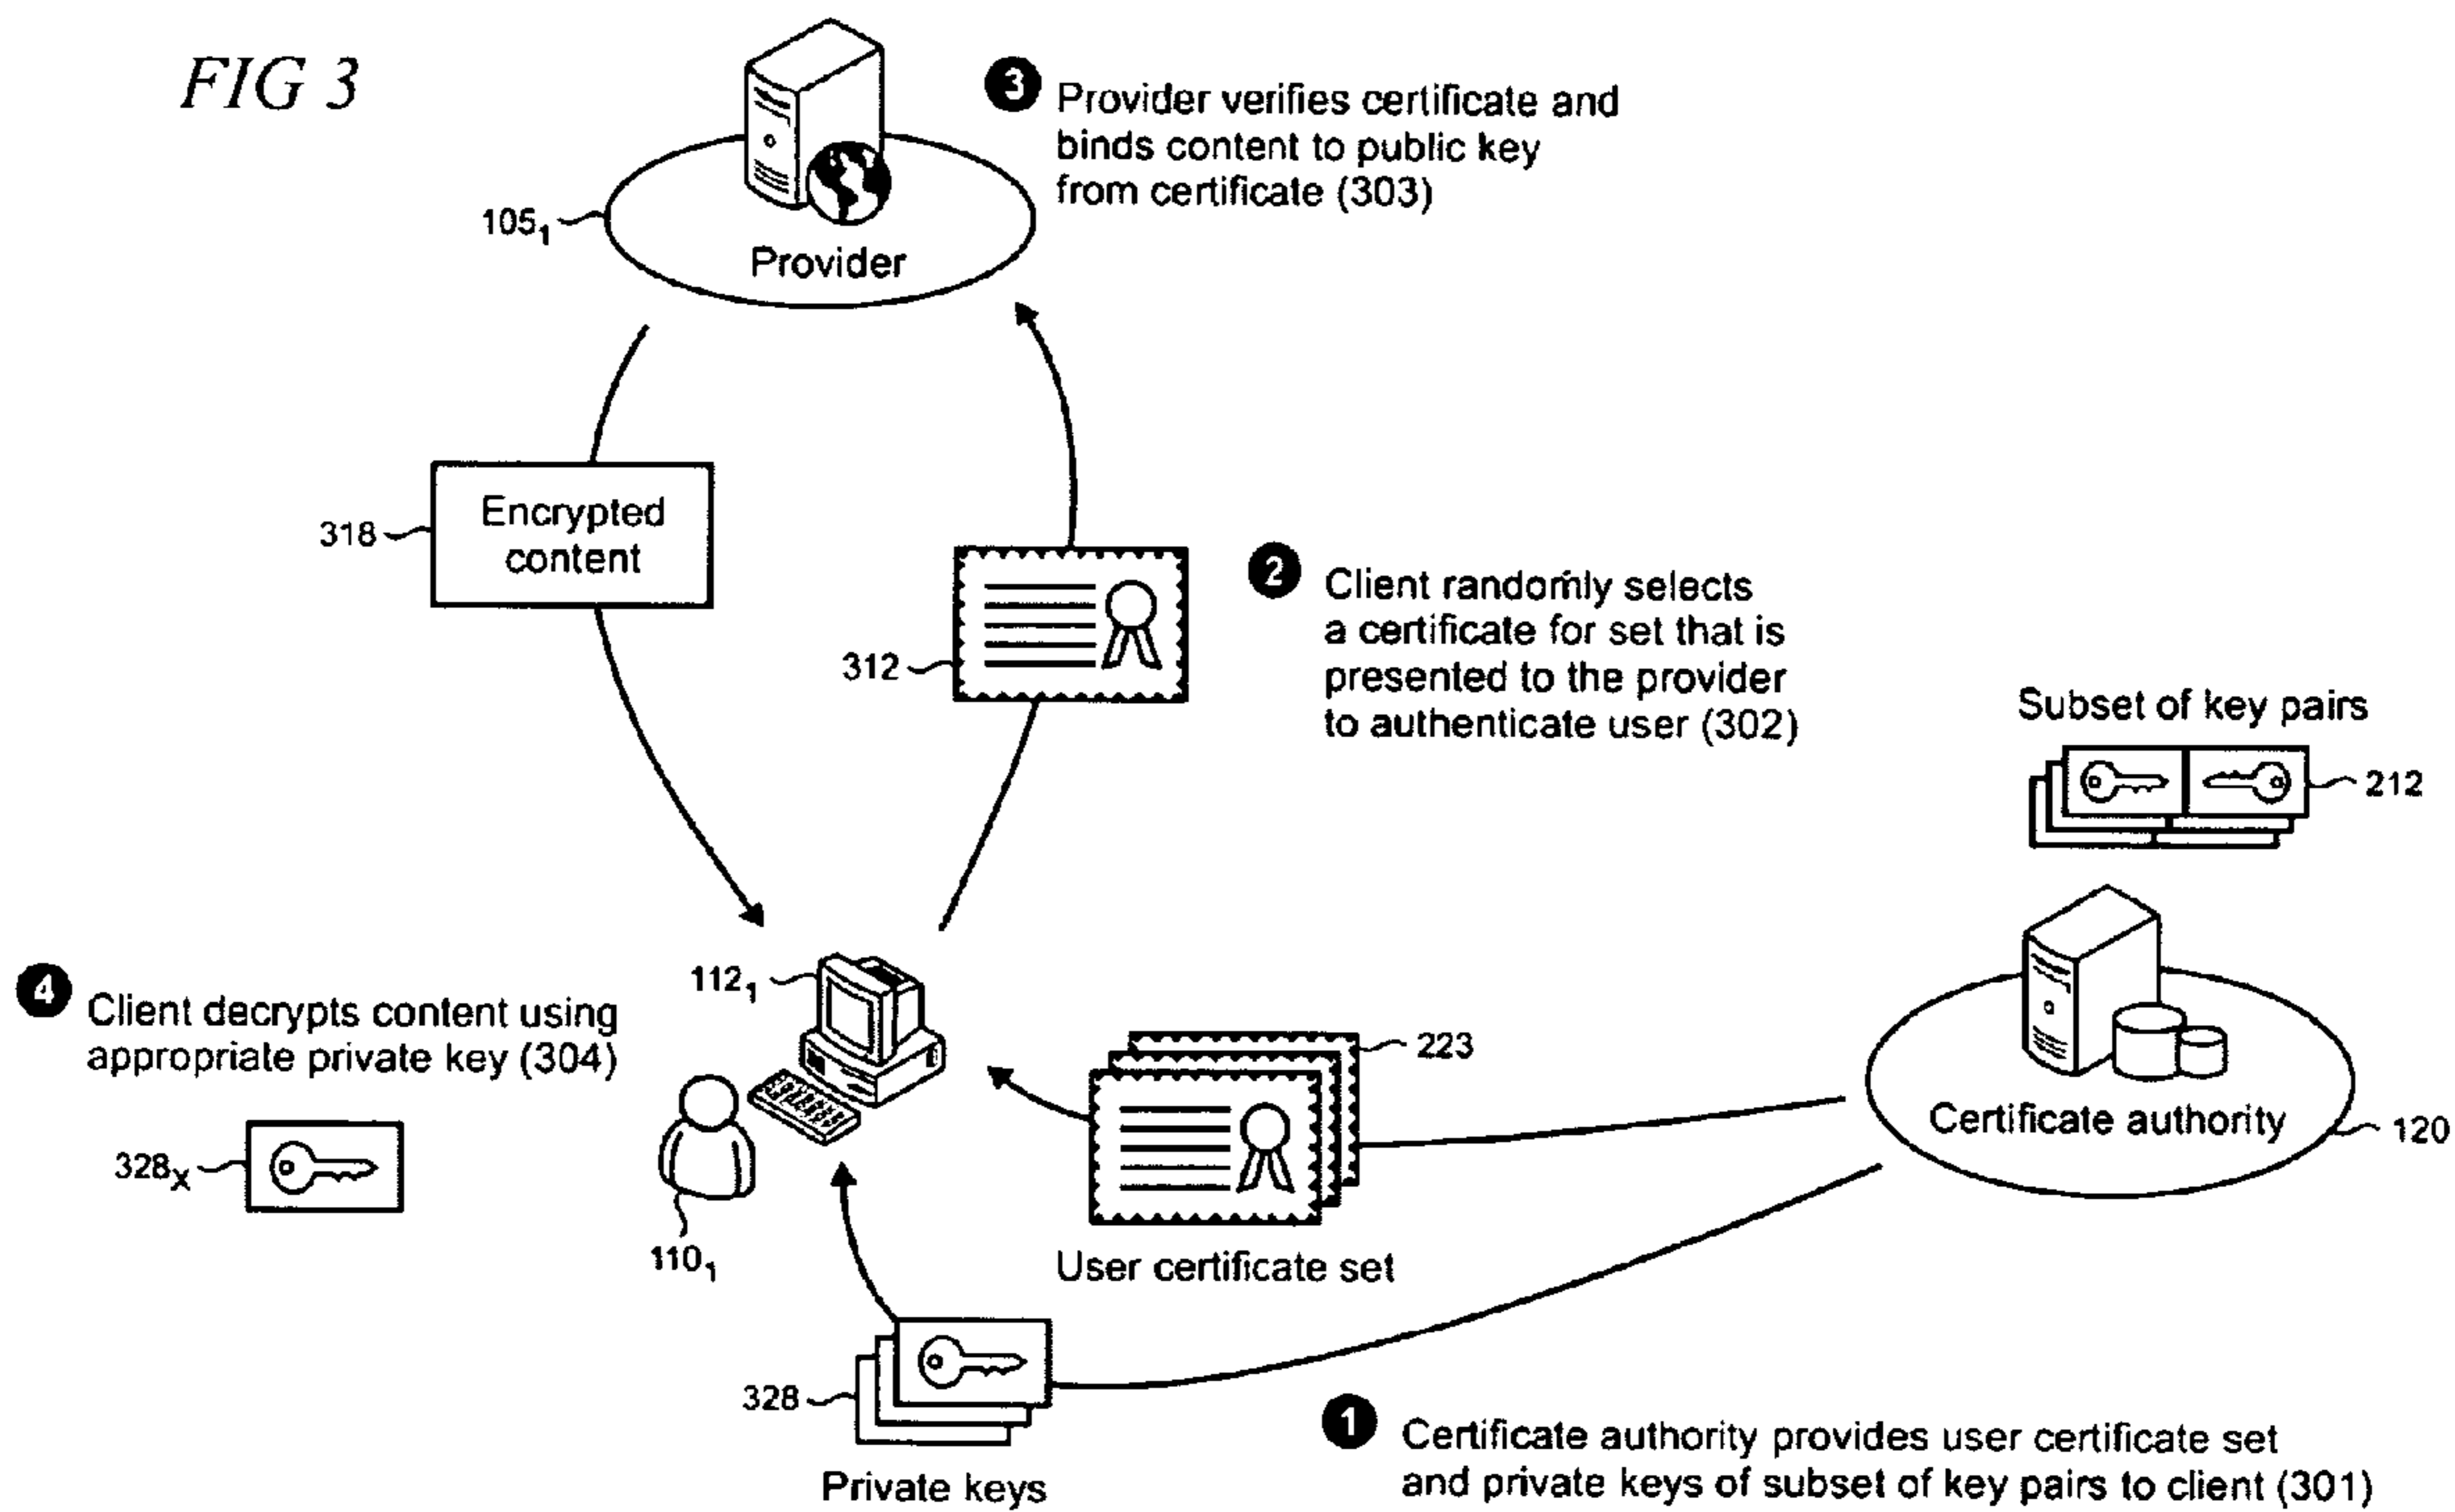 FIG 3
3 Provider verifies certificate and
binds content to public key
from certificate (303)
105₁
Provider
318
Encrypted
content
312
2 Client randomly selects
a certificate for set that is
presented to the provider
to authenticate user (302)
Subset of key pairs
212
4 Client decrypts content using
appropriate private key (304)
328ₓ
112₁
110₁
223
User certificate set
Certificate authority
120
328
Private keys
1 Certificate authority provides user certificate set
and private keys of subset of key pairs to client (301)